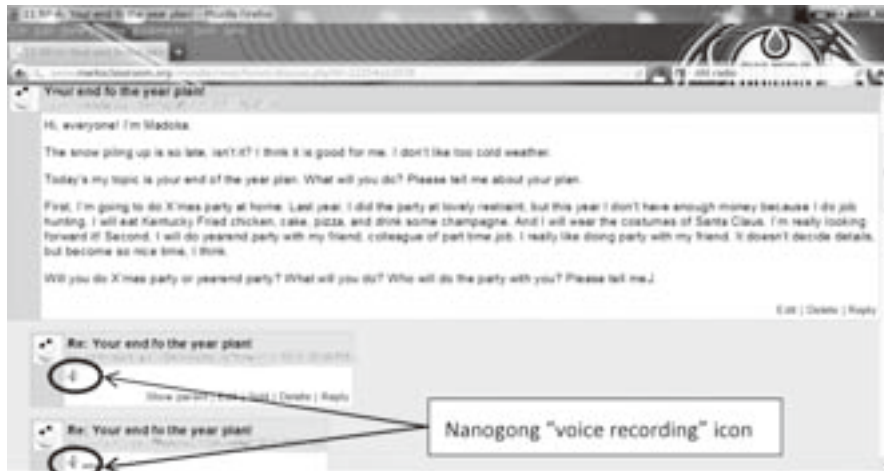 Your end fo the year plan!
Hi, everyone! I'm Madoka.
The snow piling up is so late, isn't it? I think it is good for me. I don't like too cold weather.
Today's my topic is your end of the year plan. What will you do? Please tell me about your plan.
First, I'm going to do X'mas party at home. Last year, I did the party at lovely restraint, but this year I don't have enough money because I do job
hunting. I will eat Kentucky Fried chicken, cake, pizza, and drink some champagne. And I will wear the costumes of Santa Claus. I'm really looking
forward it! Second, I will do yearend party with my friend, colleague of part time job. I really like doing party with my friend. It doesn't decide details,
but become so nice time, I think.
Will you do X'mas party or yearend party? What will you do? Who will do the party with you? Please tell me.J
Edit | Delete | Reply
Re: Your end fo the year plan!
Show parent | Edit | Split | Delete | Reply
Re: Your end fo the year plan!
Nanogong “voice recording” icon